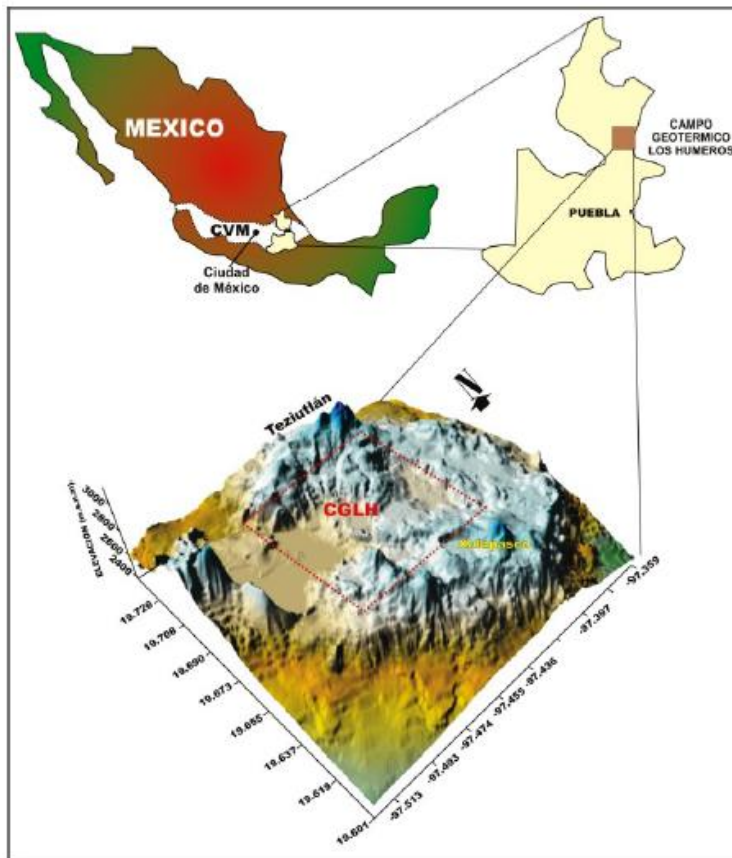 MEXICO
CVM
Ciudad
de México
CAMPO
GEOTERMICO
LOS HUMEROS
PUEBLA
Teziutlán
CGLH
ELEVACION (m.s.n.m)
3000
2800
2600
2400
19.726
19.708
19.690
19.673
19.655
19.637
19.619
19.601
-97.513
-97.493
-97.474
-97.455
-97.436
-97.397
-97.359